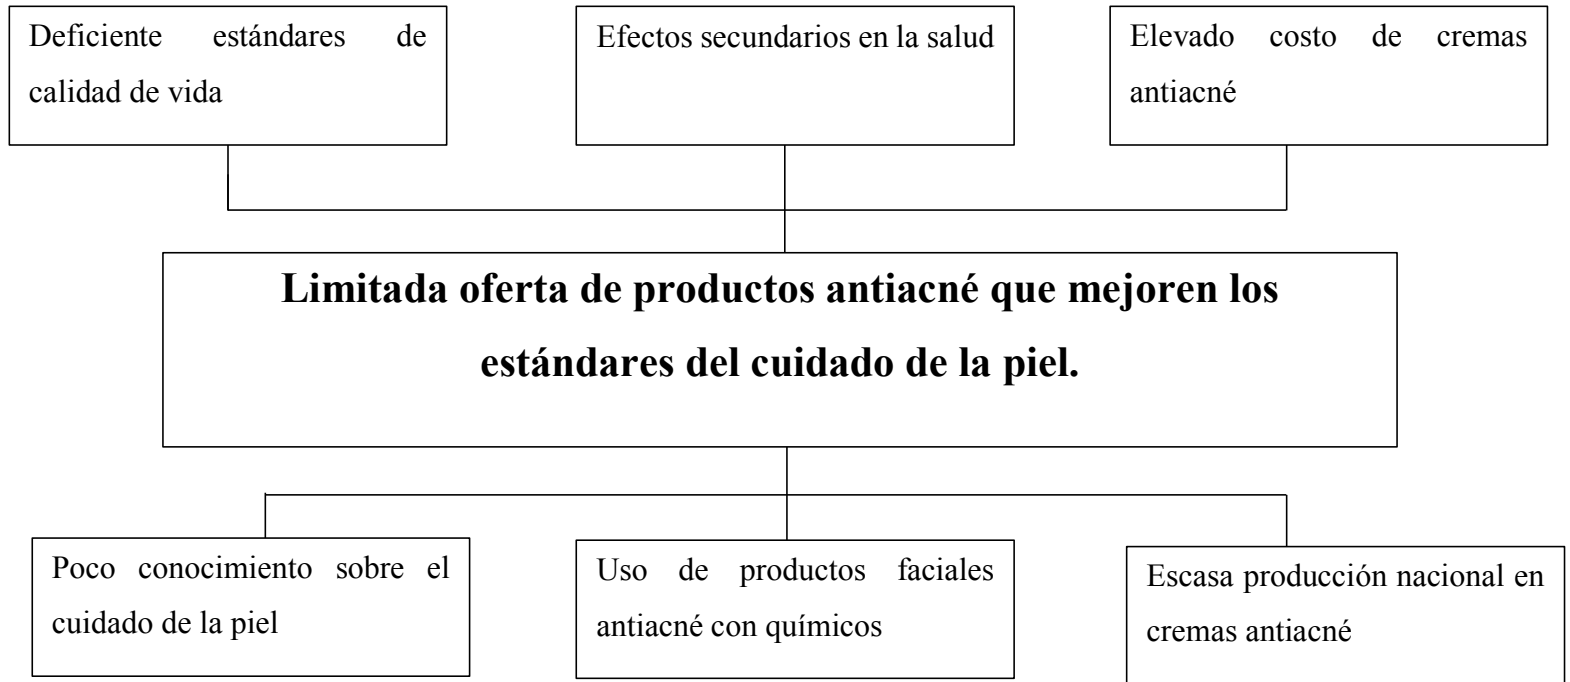 Deficiente estándares de
calidad de vida
Efectos secundarios en la salud
Elevado costo de cremas
antiacné
Limitada oferta de productos antiacné que mejoren los
estándares del cuidado de la piel.
Poco conocimiento sobre el
cuidado de la piel
Uso de productos faciales
antiacné con químicos
Escasa producción nacional en
cremas antiacné